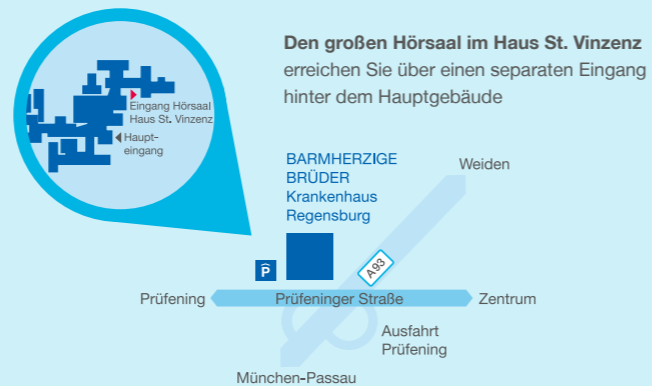 Den großen Hörsaal im Haus St. Vinzenz
erreichen Sie über einen separaten Eingang
hinter dem Hauptgebäude
Eingang Hörsaal
Haus St. Vinzenz
Haupt-
eingang
BARMHERZIGE
BRÜDER
Krankenhaus
Regensburg
Weiden
P
A93
Prüfening
Prüfeninger Straße
Zentrum
Ausfahrt
Prüfening
München-Passau